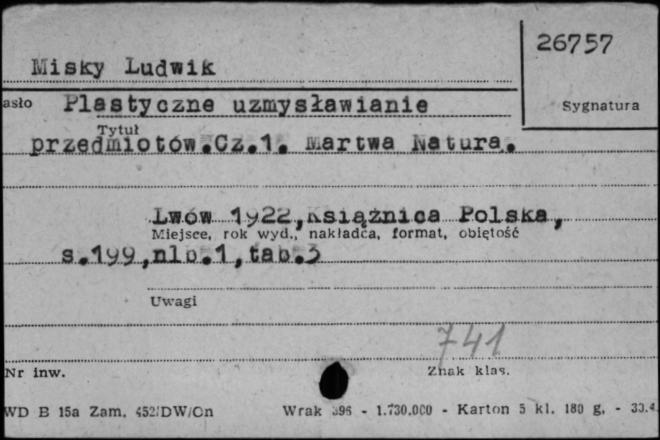 26757
Misky Ludwik
asło Plastyczne uzmysławianie
Sygnatura
Tytuł
przedmiotów.Cz.1. Martwa Natura.
Lwów 1922,Książnica Polska,
Miejsce, rok wyd., nakładca, format, obiętość
s.199,nlb.1,tab.3
Uwagi
741
Nr inw.
Znak klas.
WD B 15a Zam. 452/DW/Cn Wrak 396 - 1.730.000 - Karton 5 kl. 180 g. - 30.4.